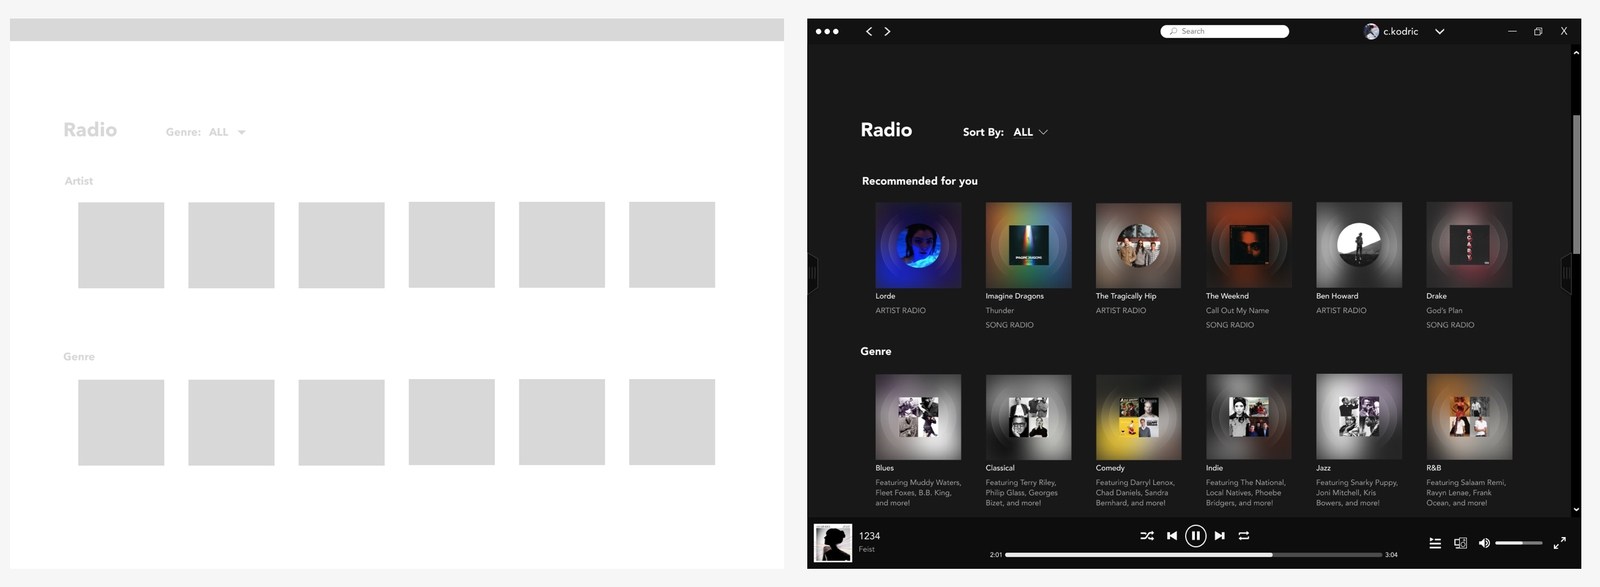 Radio
Genre: ALL
Artist
Genre
Search
c.kodric
X
Radio
Sort By: ALL
Recommended for you
IMAGINE DRAGONS
SCARY
Lorde
ARTIST RADIO
Imagine Dragons
Thunder
SONG RADIO
The Tragically Hip
ARTIST RADIO
The Weeknd
Call Out My Name
SONG RADIO
Ben Howard
ARTIST RADIO
Drake
God's Plan
SONG RADIO
Genre
Blues
Featuring Muddy Waters,
Fleet Foxes, B.B. King,
and more!
Classical
Featuring Terry Riley,
Philip Glass, Georges
Bizet, and more!
Comedy
Featuring Darryl Lenox,
Chad Daniels, Sandra
Bernhard, and more!
Indie
Featuring The National,
Local Natives, Phoebe
Bridgers, and more!
Jazz
Featuring Snarky Puppy,
Joni Mitchell, Kris
Bowers, and more!
R&B
Featuring Salaam Remi,
Ravyn Lenae, Frank
Ocean, and more!
1234
Feist
2:01
3:04